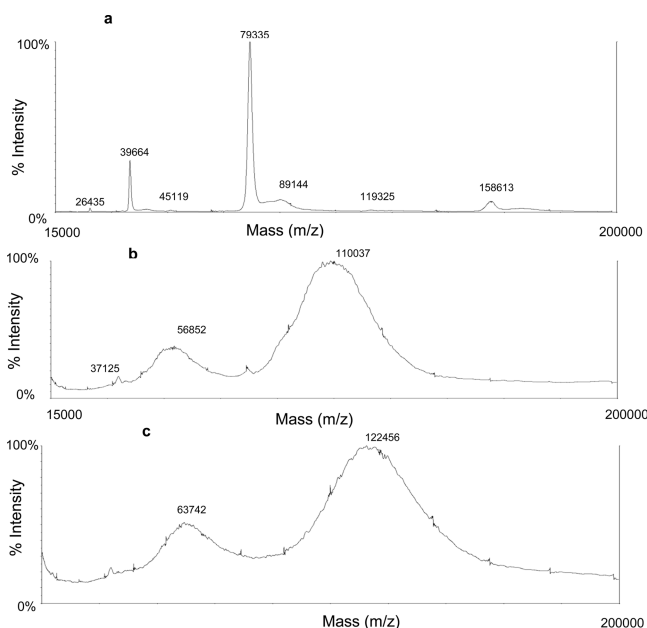 a
100%
79335
% Intensity
39664
26435
45119
89144
119325
158613
0%
15000
Mass (m/z)
200000
b
100%
110037
% Intensity
56852
37125
0%
15000
Mass (m/z)
200000
c
100%
122456
% Intensity
63742
0%
Mass (m/z)
200000